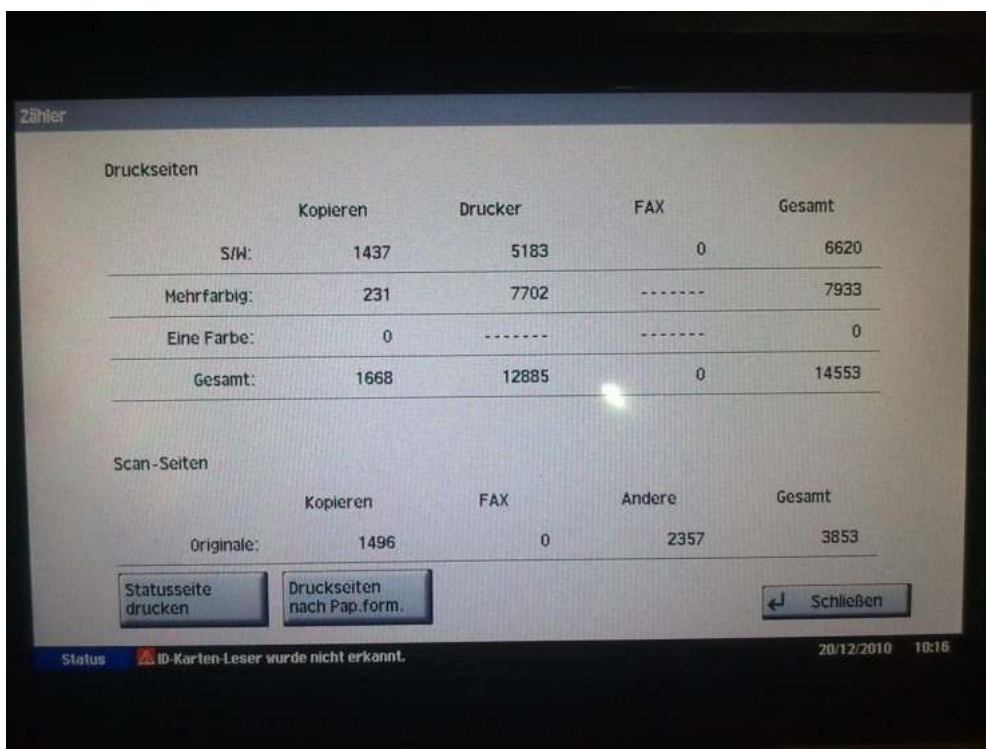 Zähler
Druckseiten
Kopieren Drucker FAX Gesamt
S/W: 1437 5183 0 6620
Mehrfarbig: 231 7702 ------- 7933
Eine Farbe: 0 ------- ------- 0
Gesamt: 1668 12885 0 14553
Scan-Seiten
Kopieren FAX Andere Gesamt
Originale: 1496 0 2357 3853
Statusseite drucken
Druckseiten nach Pap.form.
Schließen
Status ID-Karten-Leser wurde nicht erkannt. 20/12/2010 10:16